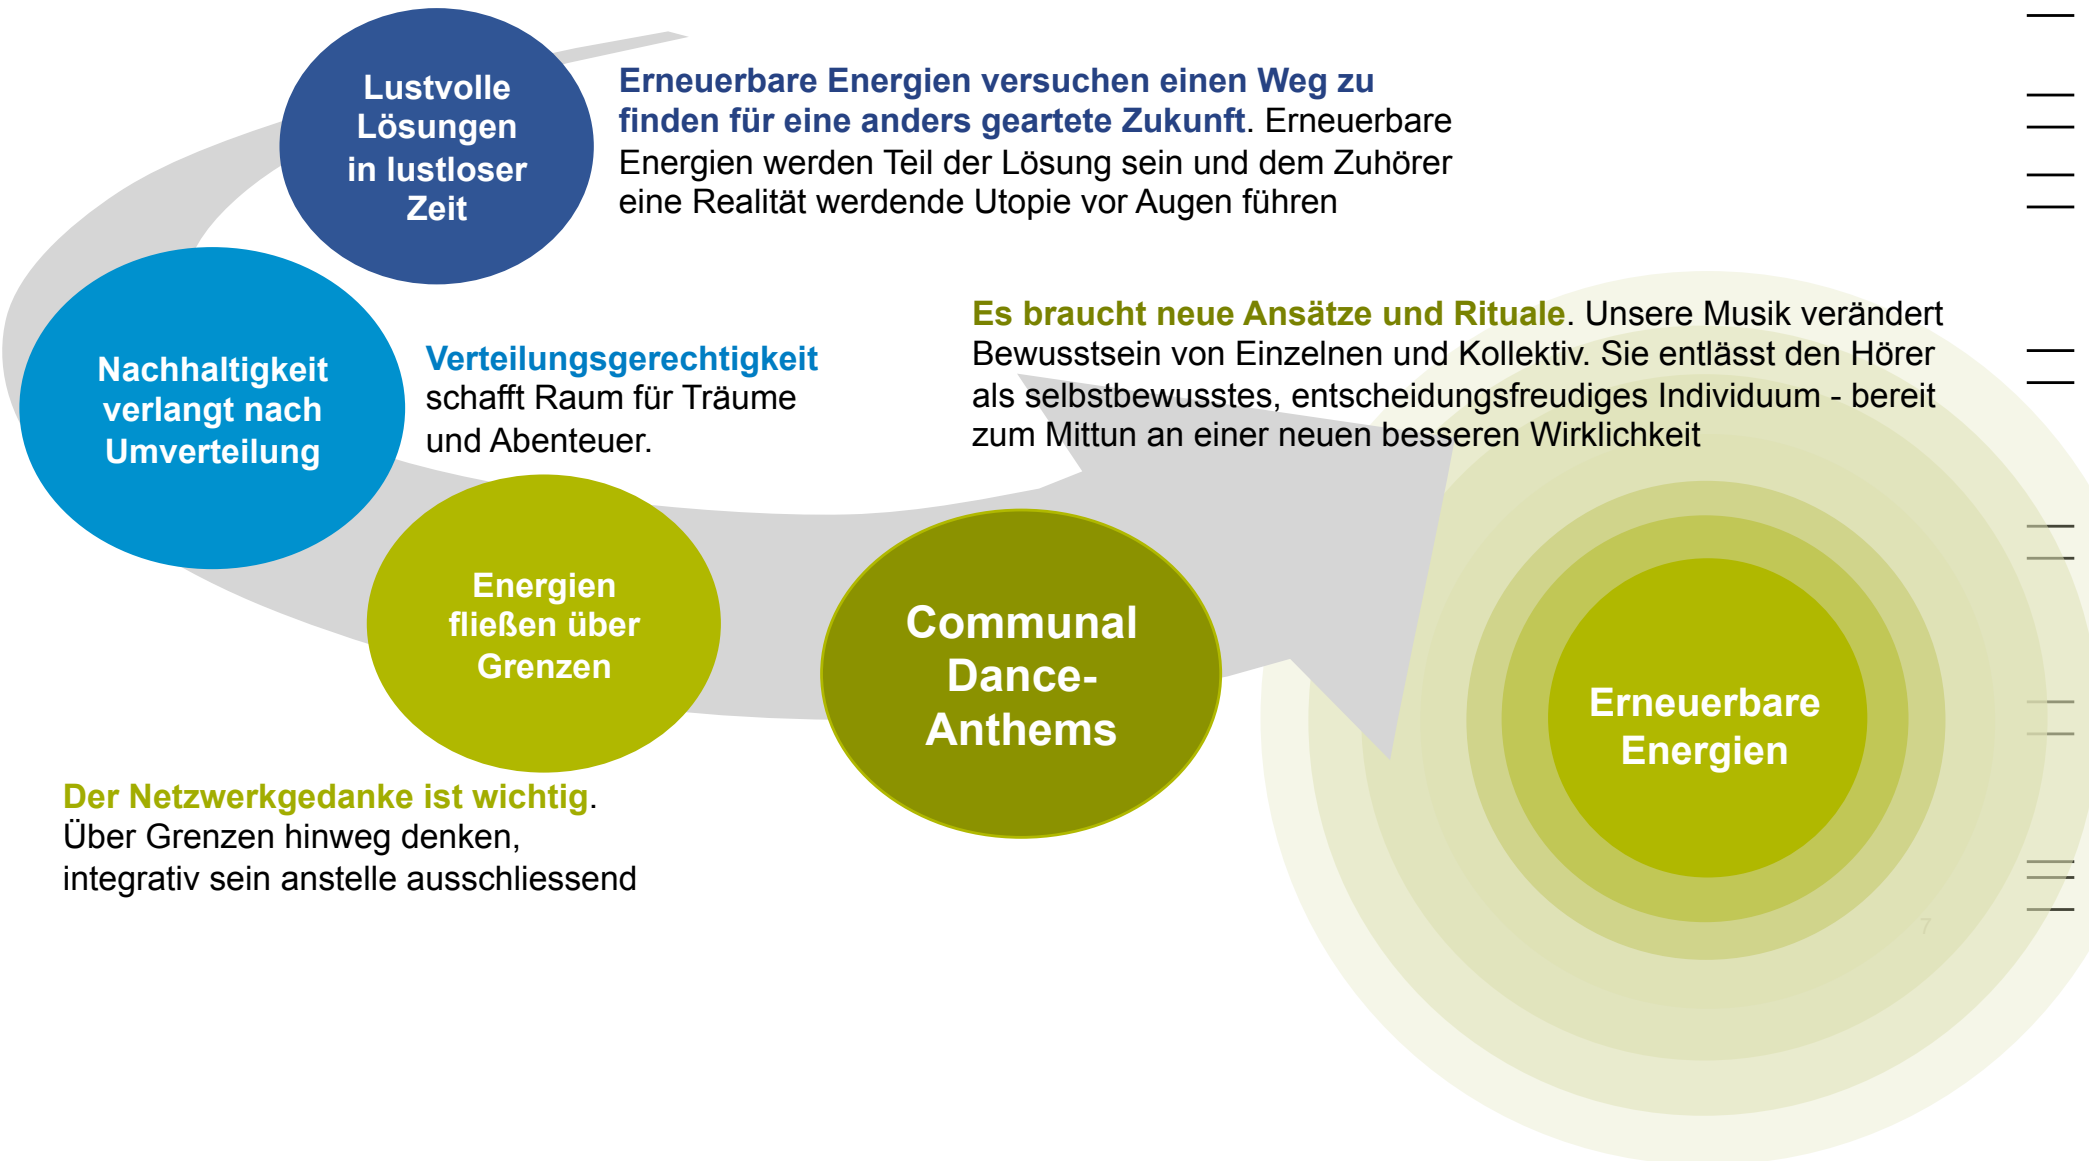 Lustvolle
Lösungen
in lustloser
Zeit
Erneuerbare Energien versuchen einen Weg zu
finden für eine anders geartete Zukunft. Erneuerbare
Energien werden Teil der Lösung sein und dem Zuhörer
eine Realität werdende Utopie vor Augen führen
Nachhaltigkeit
verlangt nach
Umverteilung
Verteilungsgerechtigkeit
schafft Raum für Träume
und Abenteuer.
Es braucht neue Ansätze und Rituale. Unsere Musik verändert
Bewusstsein von Einzelnen und Kollektiv. Sie entlässt den Hörer
als selbstbewusstes, entscheidungsfreudiges Individuum - bereit
zum Mittun an einer neuen besseren Wirklichkeit
Energien
fließen über
Grenzen
Communal
Dance-
Anthems
Erneuerbare
Energien
Der Netzwerkgedanke ist wichtig.
Über Grenzen hinweg denken,
integrativ sein anstelle ausschliessend
7